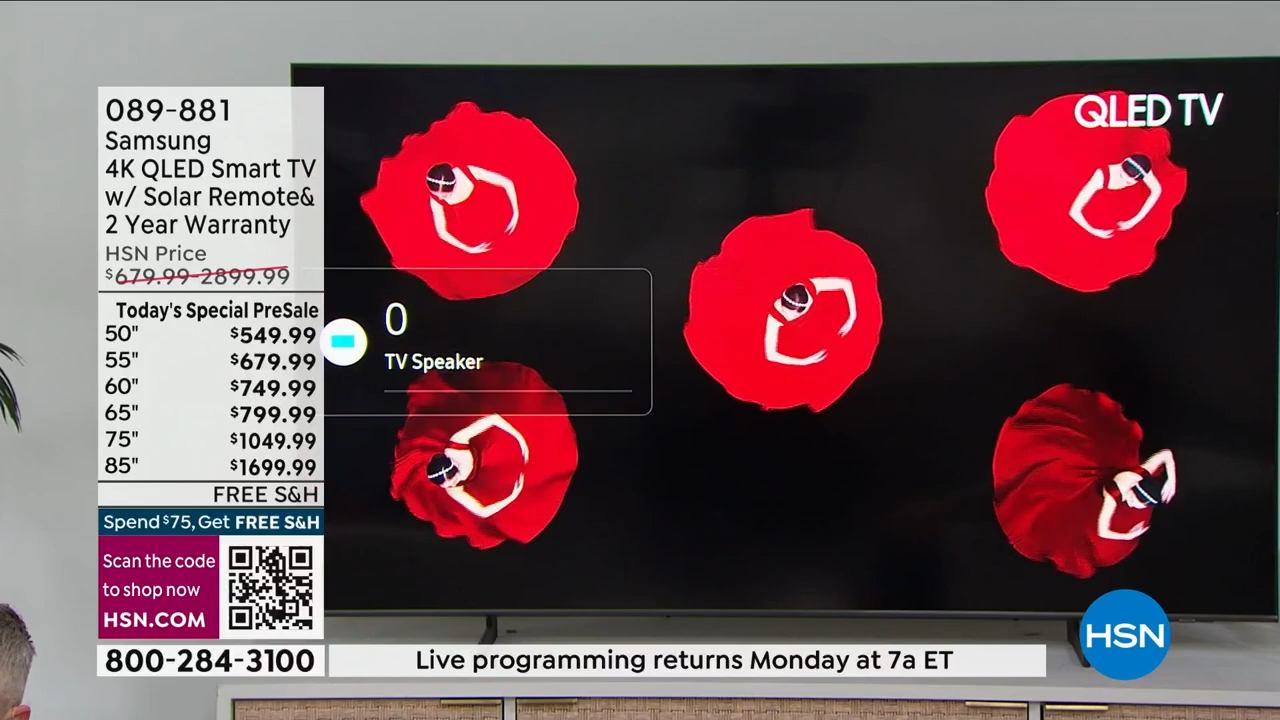 089-881
Samsung
4K QLED Smart TV
w/ Solar Remote&
2 Year Warranty
HSN Price
$679.99-2899.99
Today's Special PreSale
50" $549.99
55" $679.99
60" $749.99
65" $799.99
75" $1049.99
85" $1699.99
FREE S&H
Spend $75, Get FREE S&H
Scan the code
to shop now
HSN.COM
800-284-3100
QLED TV
0
TV Speaker
HSN
Live programming returns Monday at 7a ET